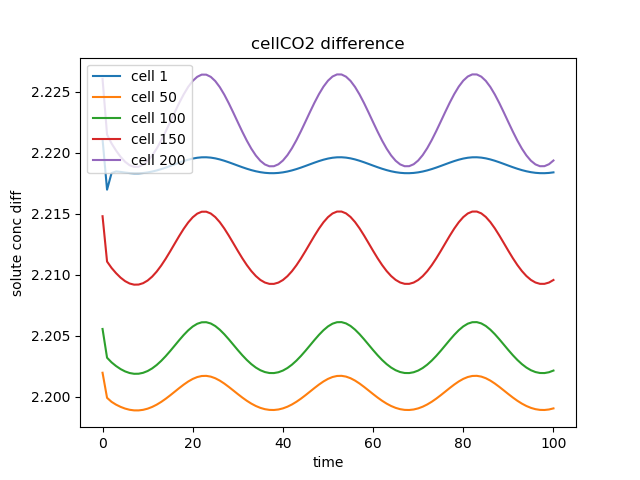 cellCO2 difference
cell 1
cell 50
cell 100
cell 150
cell 200
2.225
2.220
2.215
2.210
2.205
2.200
solute conc diff
0
20
40
60
80
100
time